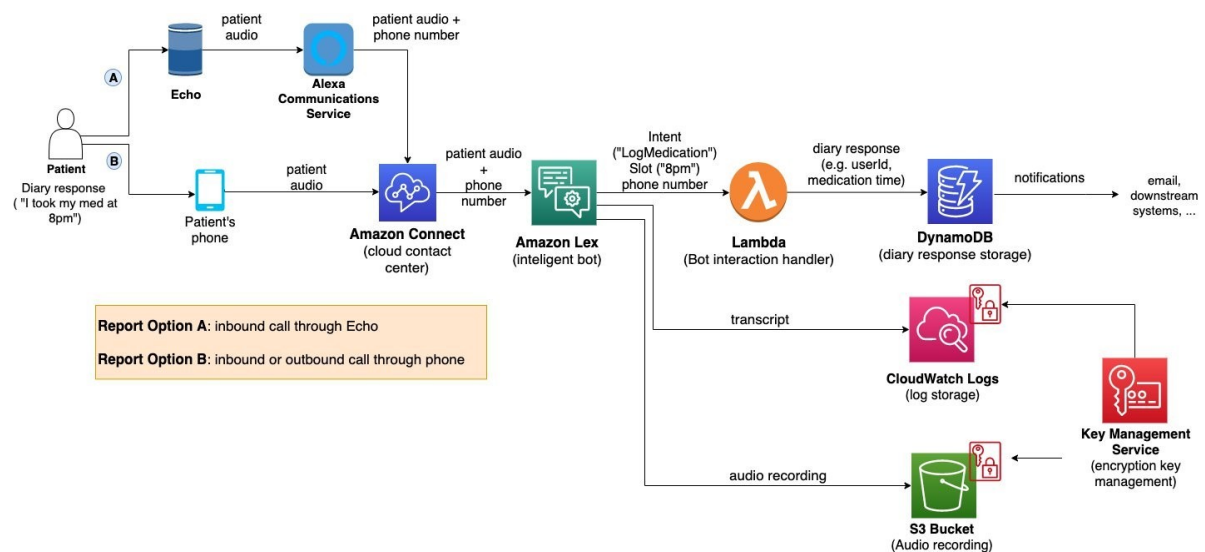 patient
audio
patient audio +
phone number
A
Echo
Alexa
Communications
Service
Patient
Diary response
( "I took my med at
8pm")
B
Patient's
phone
patient
audio
Amazon Connect
(cloud contact
center)
patient audio
+
phone
number
Amazon Lex
(inteligent bot)
Intent
("LogMedication")
Slot ("8pm")
phone number
Lambda
(Bot interaction handler)
diary response
(e.g. userId,
medication time)
DynamoDB
(diary response storage)
notifications
email,
downstream
systems, ...
Report Option A: inbound call through Echo
Report Option B: inbound or outbound call through phone
transcript
CloudWatch Logs
(log storage)
Key Management
Service
(encryption key
management)
audio recording
S3 Bucket
(Audio recording)